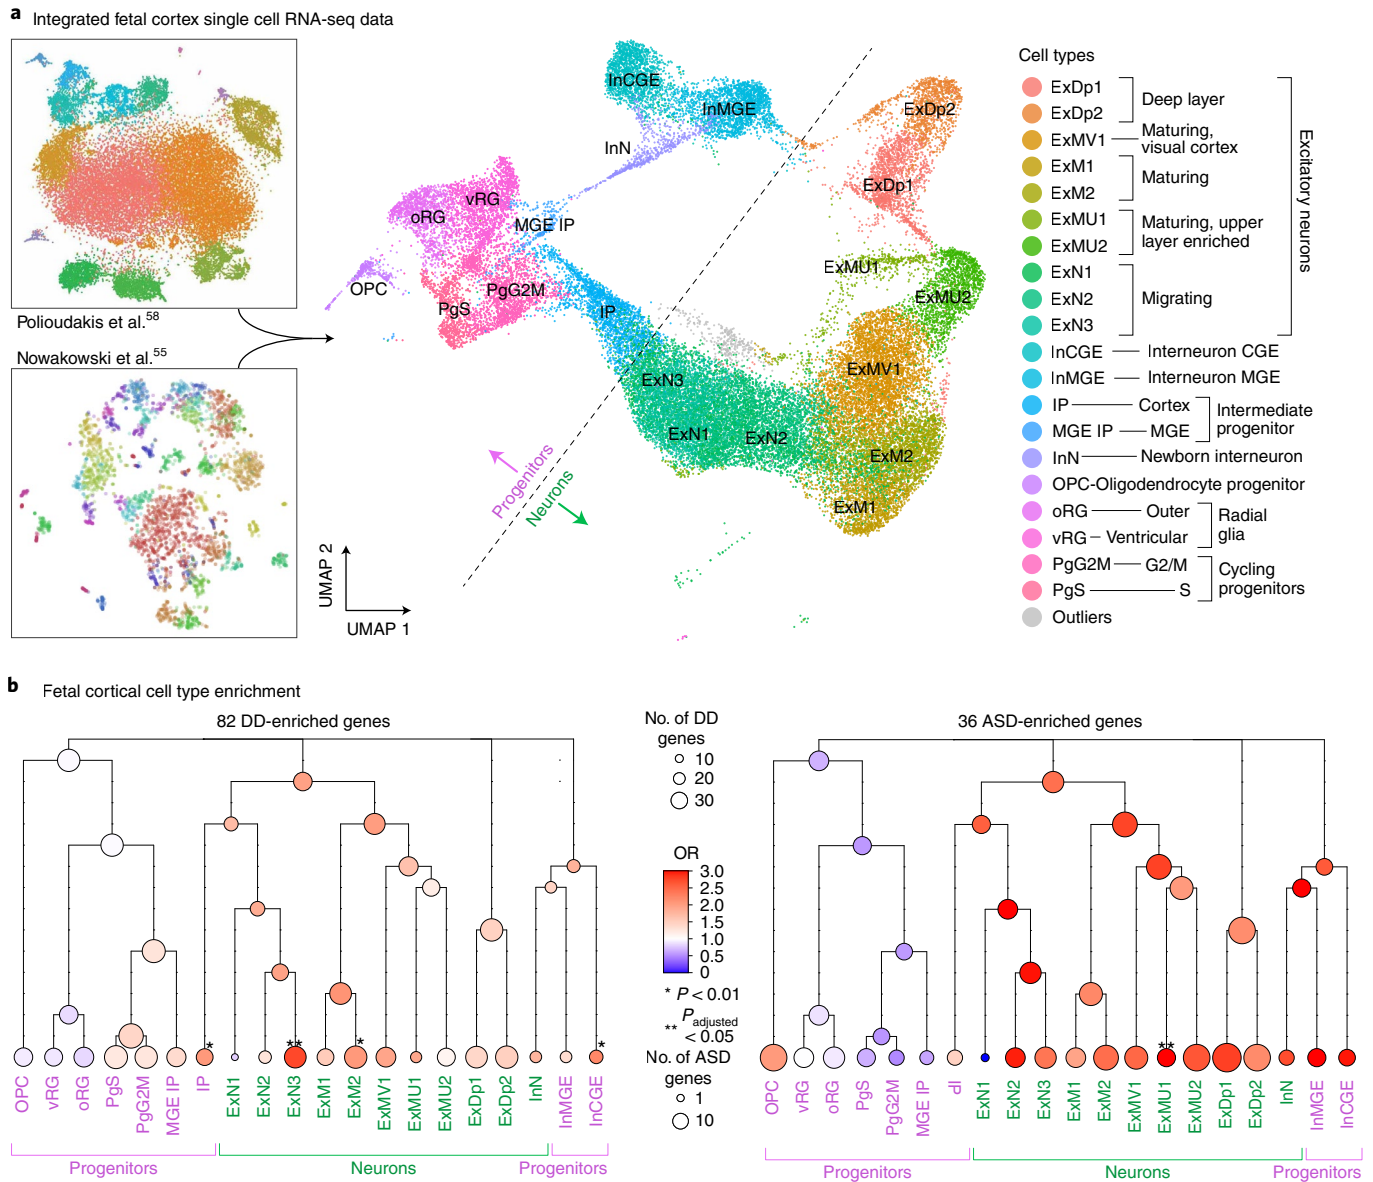 a Integrated fetal cortex single cell RNA-seq data
Polioudakis et al.58
Nowakowski et al.55
InCGE
InMGE
InN
ExDp2
ExDp1
vRG
oRG
MGE IP
OPC
PgG2M
PgS
IP
ExMU1
ExMU2
ExMV1
ExN3
ExN1
ExN2
ExM2
ExM1
Progenitors
Neurons
UMAP 2
UMAP 1
Cell types
ExDp1
ExDp2
Deep layer
ExMV1
Maturing,
visual cortex
ExM1
ExM2
Maturing
ExMU1
ExMU2
Maturing, upper
layer enriched
ExN1
ExN2
ExN3
Migrating
Excitatory neurons
InCGE Interneuron CGE
InMGE Interneuron MGE
IP Cortex
MGE IP MGE
Intermediate
progenitor
InN Newborn interneuron
OPC-Oligodendrocyte progenitor
oRG Outer
vRG Ventricular
Radial
glia
PgG2M G2/M
PgS S
Cycling
progenitors
Outliers
b Fetal cortical cell type enrichment
82 DD-enriched genes
*
**
*
*
OPC
vRG
oRG
PgS
PgG2M
MGE IP
IP
ExN1
ExN2
ExN3
ExM1
ExM2
ExMV1
ExMU1
ExMU2
ExDp1
ExDp2
InN
InMGE
InCGE
Progenitors
Neurons
Progenitors
No. of DD
genes
10
20
30
OR
3.0
2.0
1.0
0
* P < 0.01
** Padjusted
< 0.05
No. of ASD
genes
1
10
36 ASD-enriched genes
**
OPC
vRG
oRG
PgS
PgG2M
MGE IP
IP
ExN1
ExN2
ExN3
ExM1
ExM2
ExMV1
ExMU1
ExMU2
ExDp1
ExDp2
InN
InMGE
InCGE
Progenitors
Neurons
Progenitors